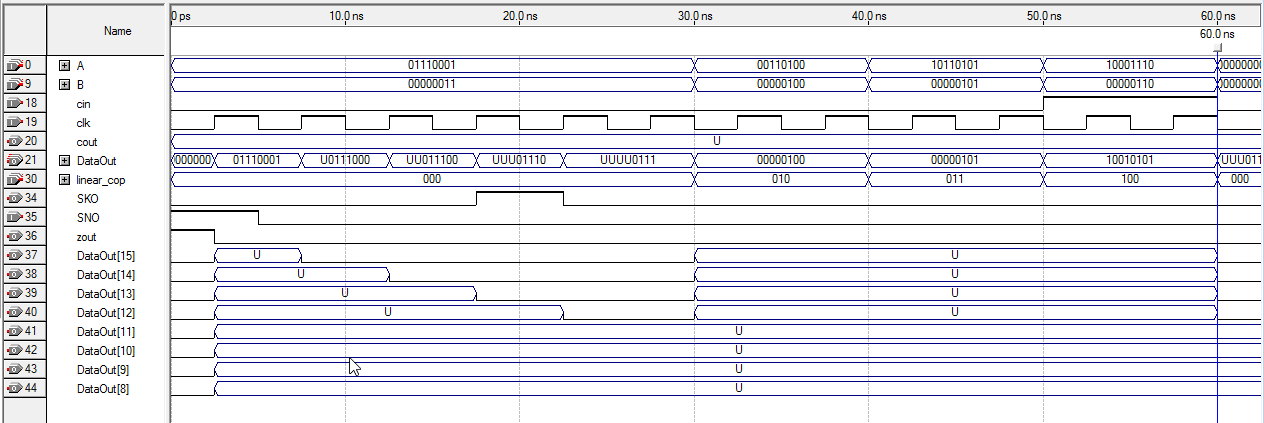 Name 0 ps 10.0 ns 20.0 ns 30.0 ns 40.0 ns 50.0 ns 60.0 ns
60.0 ns
0 A 01110001 00110100 10110101 10001110 0000000
9 B 00000011 00000100 00000101 00000110 0000000
18 cin
19 clk
20 cout U
21 DataOut 000000 01110001 U0111000 UU011100 UUU01110 UUUU0111 00000100 00000101 10010101 UUU011
30 linear_cop 000 010 011 100 000
34 SKO
35 SNO
36 zout
37 DataOut[15] U U
38 DataOut[14] U U
39 DataOut[13] U U
40 DataOut[12] U U
41 DataOut[11] U
42 DataOut[10] U
43 DataOut[9] U
44 DataOut[8] U